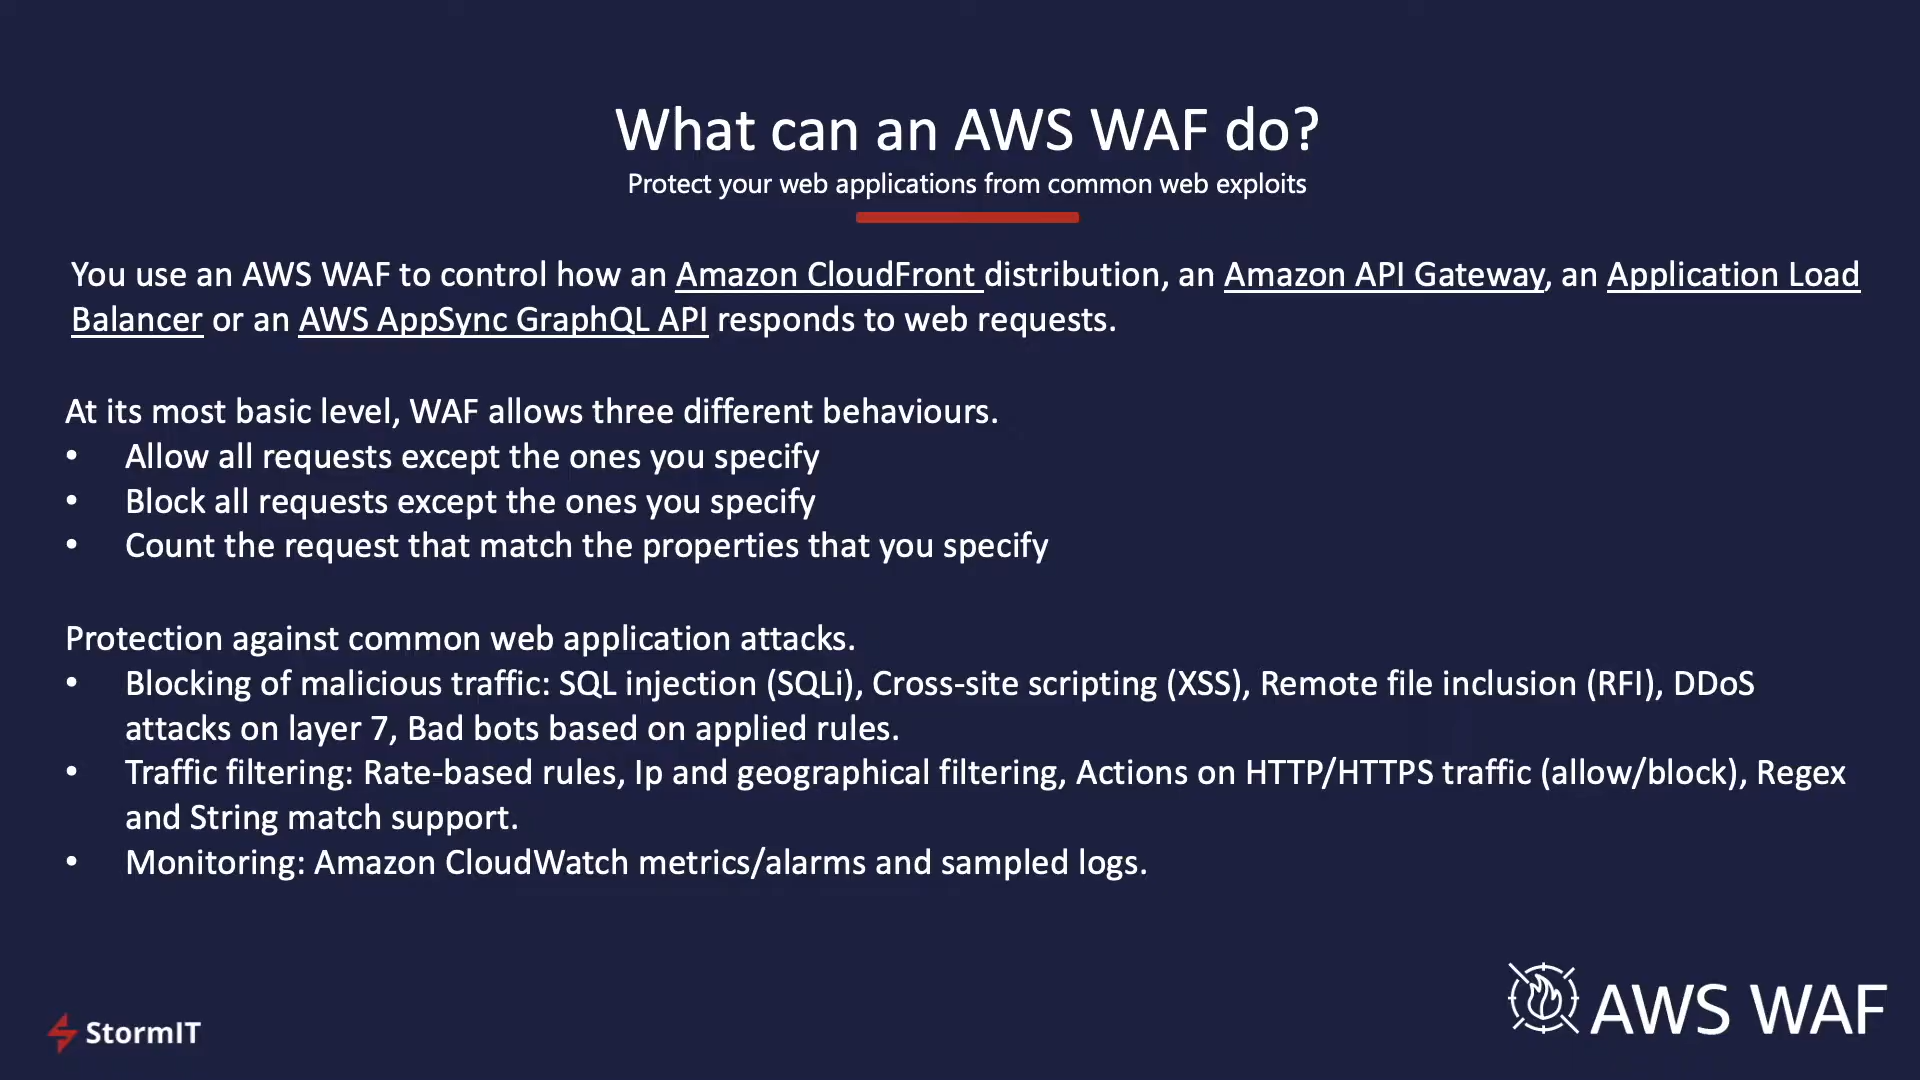 What can an AWS WAF do?
Protect your web applications from common web exploits
You use an AWS WAF to control how an Amazon CloudFront distribution, an Amazon API Gateway, an Application Load
Balancer or an AWS AppSync GraphQL API responds to web requests.
At its most basic level, WAF allows three different behaviours.
• Allow all requests except the ones you specify
• Block all requests except the ones you specify
• Count the request that match the properties that you specify
Protection against common web application attacks.
• Blocking of malicious traffic: SQL injection (SQLi), Cross-site scripting (XSS), Remote file inclusion (RFI), DDoS
attacks on layer 7, Bad bots based on applied rules.
• Traffic filtering: Rate-based rules, Ip and geographical filtering, Actions on HTTP/HTTPS traffic (allow/block), Regex
and String match support.
• Monitoring: Amazon CloudWatch metrics/alarms and sampled logs.
StormIT
AWS WAF